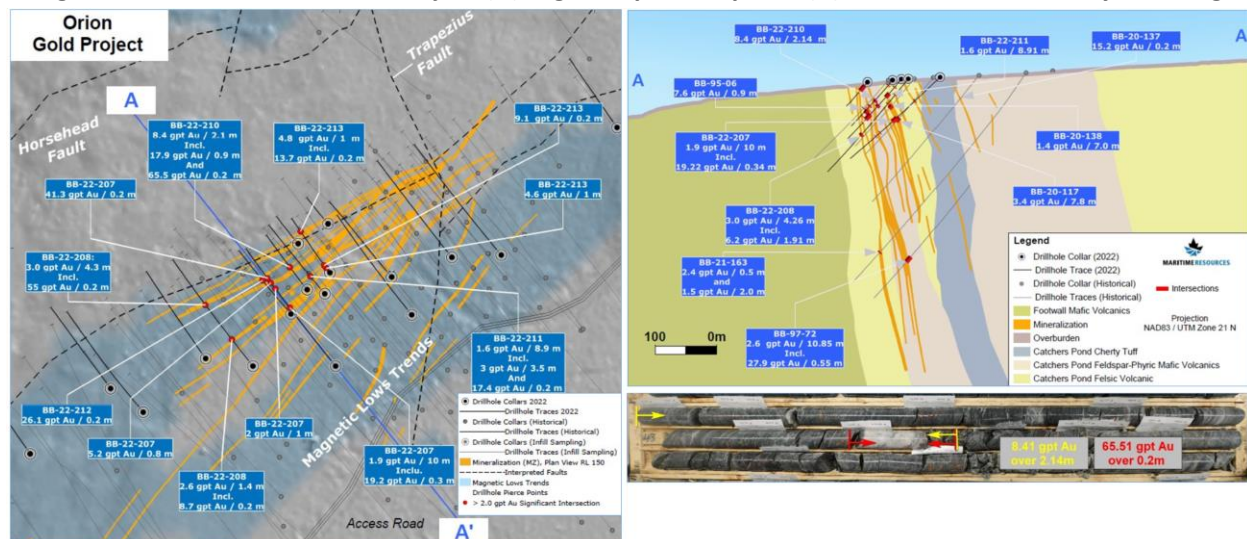 Orion
Gold Project
Trapezius
Fault
Horsehead
Fault
A
BB-22-210
8.4 gpt Au / 2.1 m
Incl.
17.9 gpt Au / 0.9 m
And
65.5 gpt Au / 0.2 m
BB-22-213
4.8 gpt Au / 1 m
Incl.
13.7 gpt Au / 0.2 m
BB-22-213
9.1 gpt Au / 0.2 m
BB-22-207
41.3 gpt Au / 0.2 m
BB-22-213
4.6 gpt Au / 1 m
BB-22-208:
3.0 gpt Au / 4.3 m
Incl.
55 gpt Au / 0.2 m
BB-22-211
1.6 gpt Au / 8.9 m
Incl.
3 gpt Au / 3.5 m
And
17.4 gpt Au / 0.2 m
BB-22-212
26.1 gpt Au / 0.2 m
BB-22-207
5.2 gpt Au / 0.8 m
BB-22-207
2 gpt Au / 1 m
BB-22-208
2.6 gpt Au / 1.4 m
Incl.
8.7 gpt Au / 0.2 m
BB-22-207
1.9 gpt Au / 10 m
Incl.
19.2 gpt Au / 0.3 m
Magnetic Lows Trends
Access Road
A'
Drillhole Collars 2022
Drillhole Traces 2022
Drillhole Collars (Historical)
Drillhole Traces (Historical)
Drillhole Collars (Infill Sampling)
Drillhole Traces (Infill Sampling)
Mineralization (MZ), Plan View RL 150
Interpreted Faults
Magnetic Lows Trends
Drillhole Pierce Points
> 2.0 gpt Au Significant Intersection
A
BB-22-210
8.4 gpt Au / 2.14 m
BB-22-211
1.6 gpt Au / 8.91 m
BB-20-137
15.2 gpt Au / 0.2 m
BB-95-06
7.6 gpt Au / 0.9 m
BB-22-207
1.9 gpt Au / 10 m
Incl.
19.22 gpt Au / 0.34 m
BB-20-138
1.4 gpt Au / 7.0 m
BB-20-117
3.4 gpt Au / 7.8 m
BB-22-208
3.0 gpt Au / 4.26 m
Incl.
6.2 gpt Au / 1.91 m
BB-21-163
2.4 gpt Au / 0.5 m
and
1.5 gpt Au / 2.0 m
BB-97-72
2.6 gpt Au / 10.85 m
Incl.
27.9 gpt Au / 0.55 m
100 0m
Legend
Drillhole Collar (2022)
Drillhole Trace (2022)
Drillhole Collar (Historical)
Drillhole Traces (Historical)
Mineralization
Footwall Mafic Volcanics
Overburden
Catchers Pond Cherty Tuff
Catchers Pond Feldspar-Phyric Mafic Volcanics
Catchers Pond Felsic Volcanic
MARITIME RESOURCES
Intersections
Projection
NAD83 / UTM Zone 21 N
8.41 gpt Au
over 2.14m
65.51 gpt Au
over 0.2m